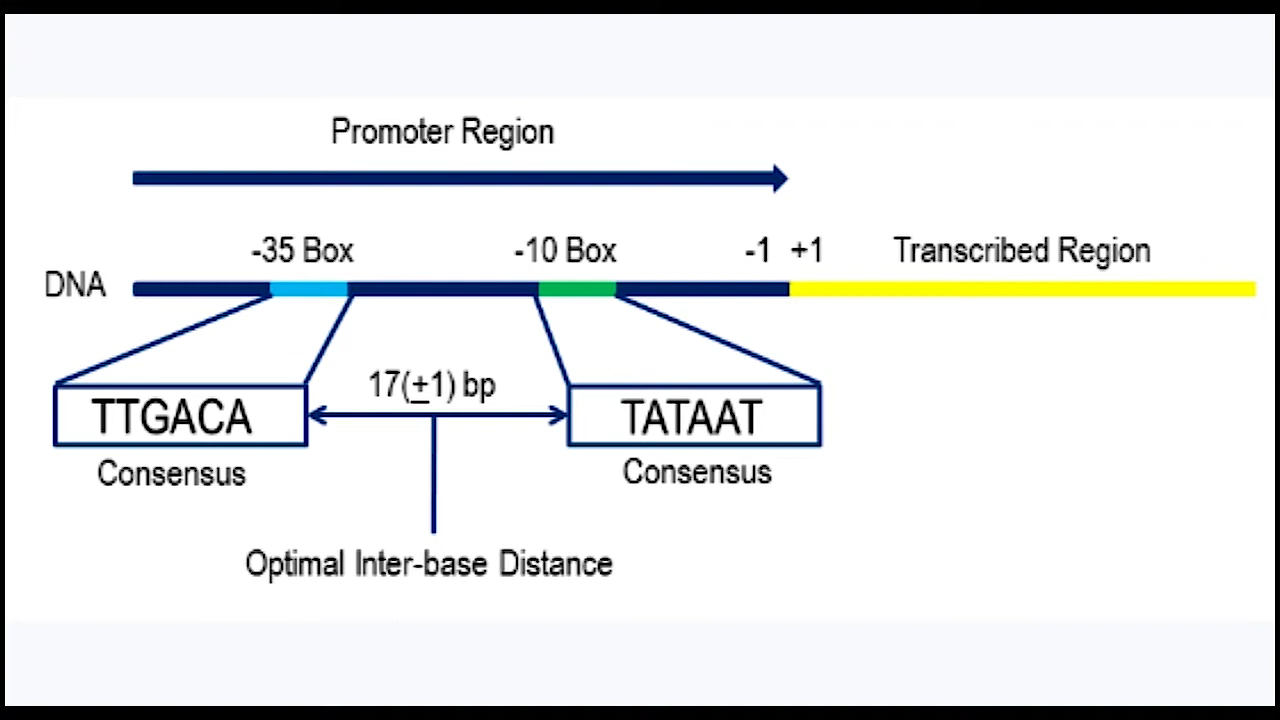 Promoter Region
-35 Box
-10 Box
-1 +1
Transcribed Region
DNA
17(±1) bp
TTGACA
TATAAT
Consensus
Consensus
Optimal Inter-base Distance